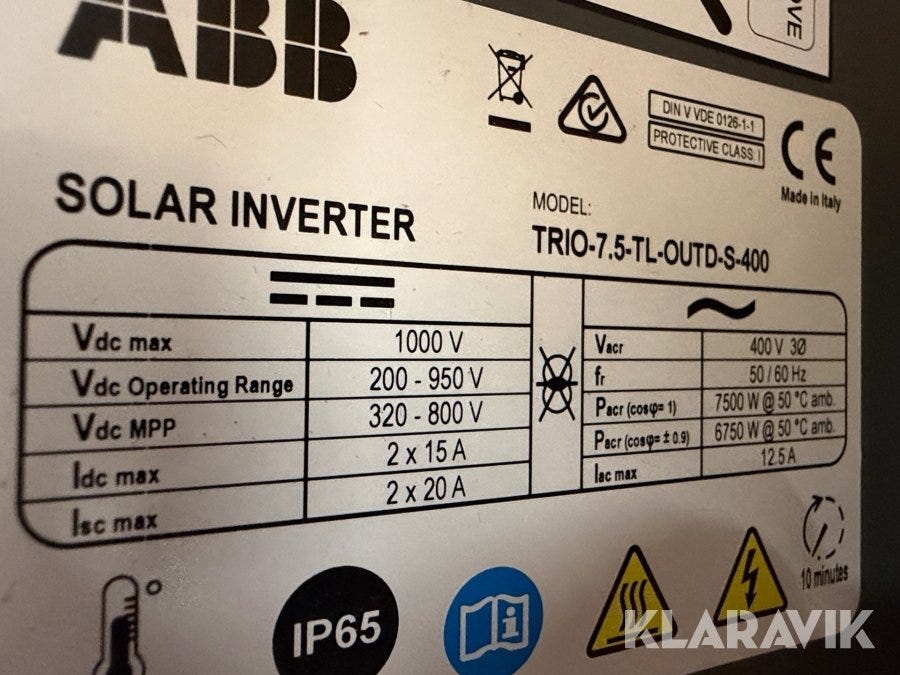 ABB
OVE
DIN V VDE 0126-1-1
PROTECTIVE CLASS: I
CE
Made in Italy
SOLAR INVERTER
MODEL:
TRIO-7.5-TL-OUTD-S-400
Vdc max 1000 V
Vdc Operating Range 200 - 950 V
Vdc MPP 320 - 800 V
Idc max 2 x 15 A
Isc max 2 x 20 A
Vacr 400 V 3Ø
fr 50 / 60 Hz
Pacr (cosφ= 1) 7500 W @ 50 °C amb.
Pacr (cosφ= ± 0.9) 6750 W @ 50 °C amb.
Iac max 12.5 A
10 minutes
IP65
KLARAVIK